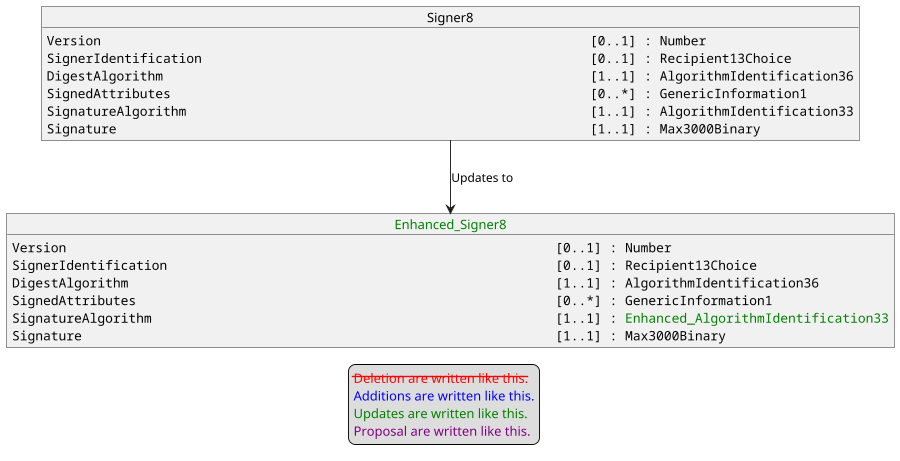 Signer8
Version [0..1] : Number
SignerIdentification [0..1] : Recipient13Choice
DigestAlgorithm [1..1] : AlgorithmIdentification36
SignedAttributes [0..*] : GenericInformation1
SignatureAlgorithm [1..1] : AlgorithmIdentification33
Signature [1..1] : Max3000Binary
Updates to
Enhanced_Signer8
Version [0..1] : Number
SignerIdentification [0..1] : Recipient13Choice
DigestAlgorithm [1..1] : AlgorithmIdentification36
SignedAttributes [0..*] : GenericInformation1
SignatureAlgorithm [1..1] : Enhanced_AlgorithmIdentification33
Signature [1..1] : Max3000Binary
Deletion are written like this.
Additions are written like this.
Updates are written like this.
Proposal are written like this.